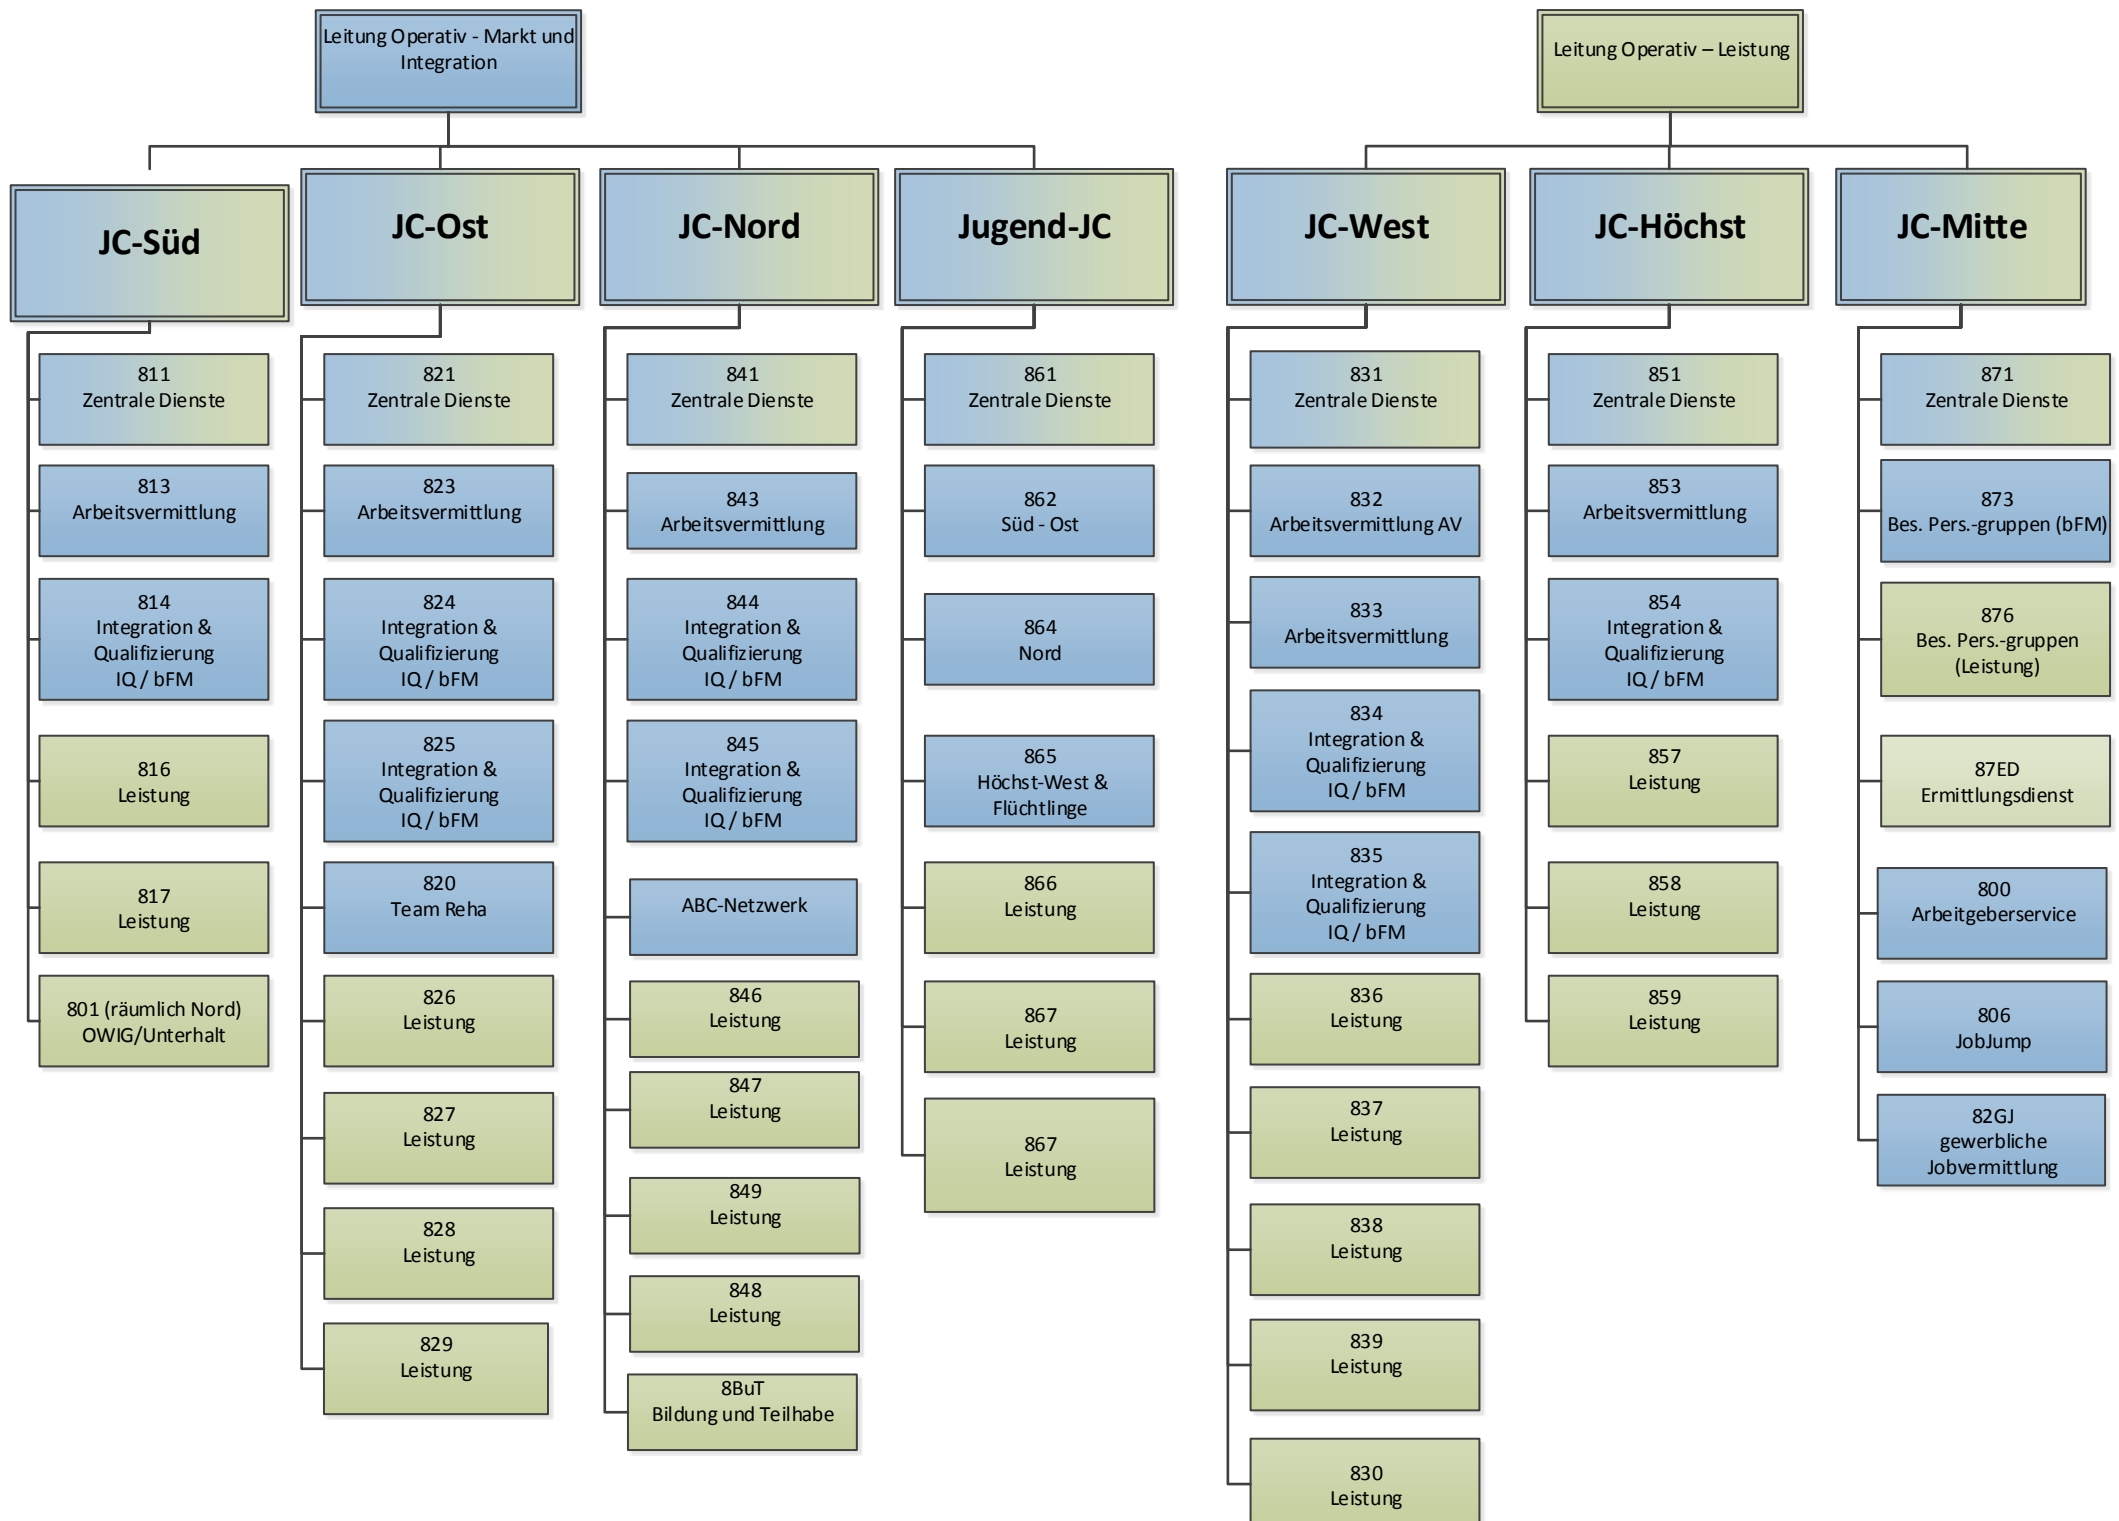 Leitung Operativ - Markt und
Integration
Leitung Operativ – Leistung
JC-Süd
811
Zentrale Dienste
813
Arbeitsvermittlung
814
Integration &
Qualifizierung
IQ / bFM
816
Leistung
817
Leistung
801 (räumlich Nord)
OWIG/Unterhalt
JC-Ost
821
Zentrale Dienste
823
Arbeitsvermittlung
824
Integration &
Qualifizierung
IQ / bFM
825
Integration &
Qualifizierung
IQ / bFM
820
Team Reha
826
Leistung
827
Leistung
828
Leistung
829
Leistung
JC-Nord
841
Zentrale Dienste
843
Arbeitsvermittlung
844
Integration &
Qualifizierung
IQ / bFM
845
Integration &
Qualifizierung
IQ / bFM
ABC-Netzwerk
846
Leistung
847
Leistung
849
Leistung
848
Leistung
8BuT
Bildung und Teilhabe
Jugend-JC
861
Zentrale Dienste
862
Süd - Ost
864
Nord
865
Höchst-West &
Flüchtlinge
866
Leistung
867
Leistung
867
Leistung
JC-West
831
Zentrale Dienste
832
Arbeitsvermittlung AV
833
Arbeitsvermittlung
834
Integration &
Qualifizierung
IQ / bFM
835
Integration &
Qualifizierung
IQ / bFM
836
Leistung
837
Leistung
838
Leistung
839
Leistung
830
Leistung
JC-Höchst
851
Zentrale Dienste
853
Arbeitsvermittlung
854
Integration &
Qualifizierung
IQ / bFM
857
Leistung
858
Leistung
859
Leistung
JC-Mitte
871
Zentrale Dienste
873
Bes. Pers.-gruppen (bFM)
876
Bes. Pers.-gruppen
(Leistung)
87ED
Ermittlungsdienst
800
Arbeitgeberservice
806
JobJump
82GJ
gewerbliche
Jobvermittlung